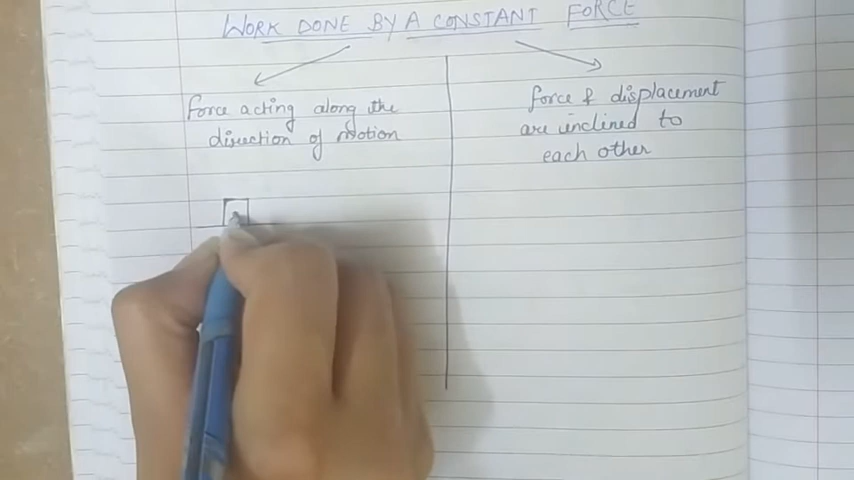 WORK DONE BY A CONSTANT FORCE
Force acting along the
direction of motion
Force & displacement
are inclined to
each other